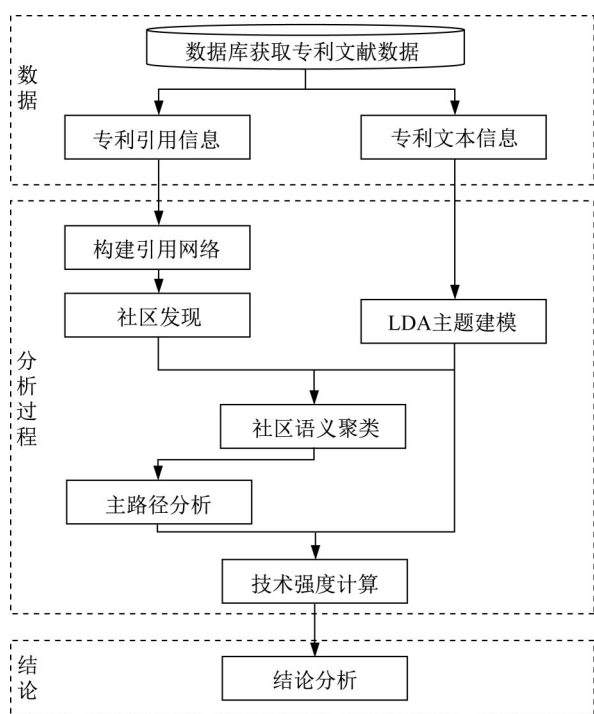 数据库获取专利文献数据
数据
专利引用信息
专利文本信息
构建引用网络
社区发现
LDA主题建模
分析过程
社区语义聚类
主路径分析
技术强度计算
结论
结论分析